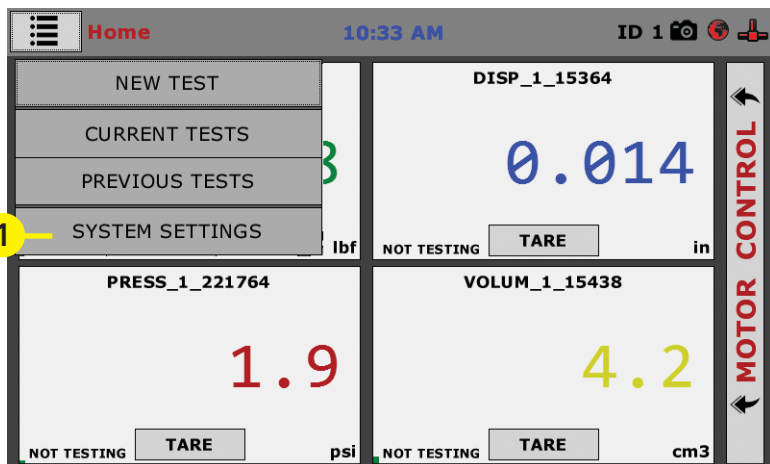 Home
10:33 AM
ID 1
NEW TEST
CURRENT TESTS
PREVIOUS TESTS
SYSTEM SETTINGS
1
lbf
DISP_1_15364
0.014
NOT TESTING
TARE
in
PRESS_1_221764
1.9
NOT TESTING
TARE
psi
VOLUM_1_15438
4.2
NOT TESTING
TARE
cm3
MOTOR CONTROL